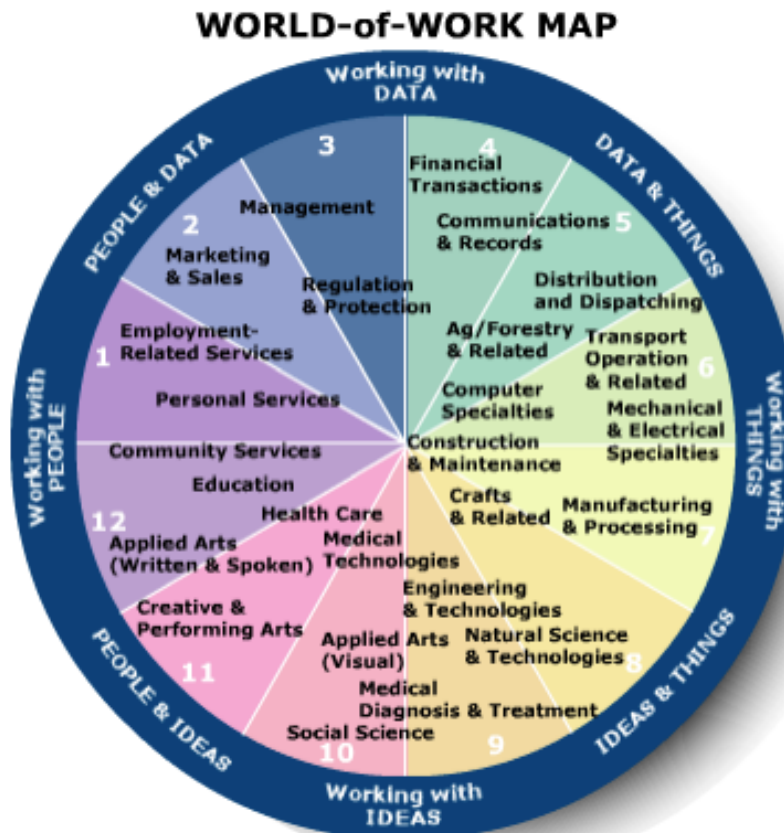 WORLD-of-WORK MAP
Working with
DATA
PEOPLE & DATA
DATA & THINGS
3
4
Financial
Transactions
Management
2
Communications
& Records
5
Marketing
& Sales
Regulation
& Protection
Distribution
and Dispatching
1
Employment-
Related Services
Ag/Forestry
& Related
Transport
Operation
& Related
6
Personal Services
Computer
Specialties
Mechanical
& Electrical
Specialties
Working with
PEOPLE
Working with
THINGS
Community Services
Construction
& Maintenance
Education
Crafts
& Related
Manufacturing
& Processing
7
12
Health Care
Applied Arts
(Written & Spoken)
Medical
Technologies
Engineering
& Technologies
Creative &
Performing Arts
Applied Arts
(Visual)
Natural Science
& Technologies
8
11
Medical
Diagnosis & Treatment
Social Science
10
9
PEOPLE & IDEAS
IDEAS & THINGS
Working with
IDEAS